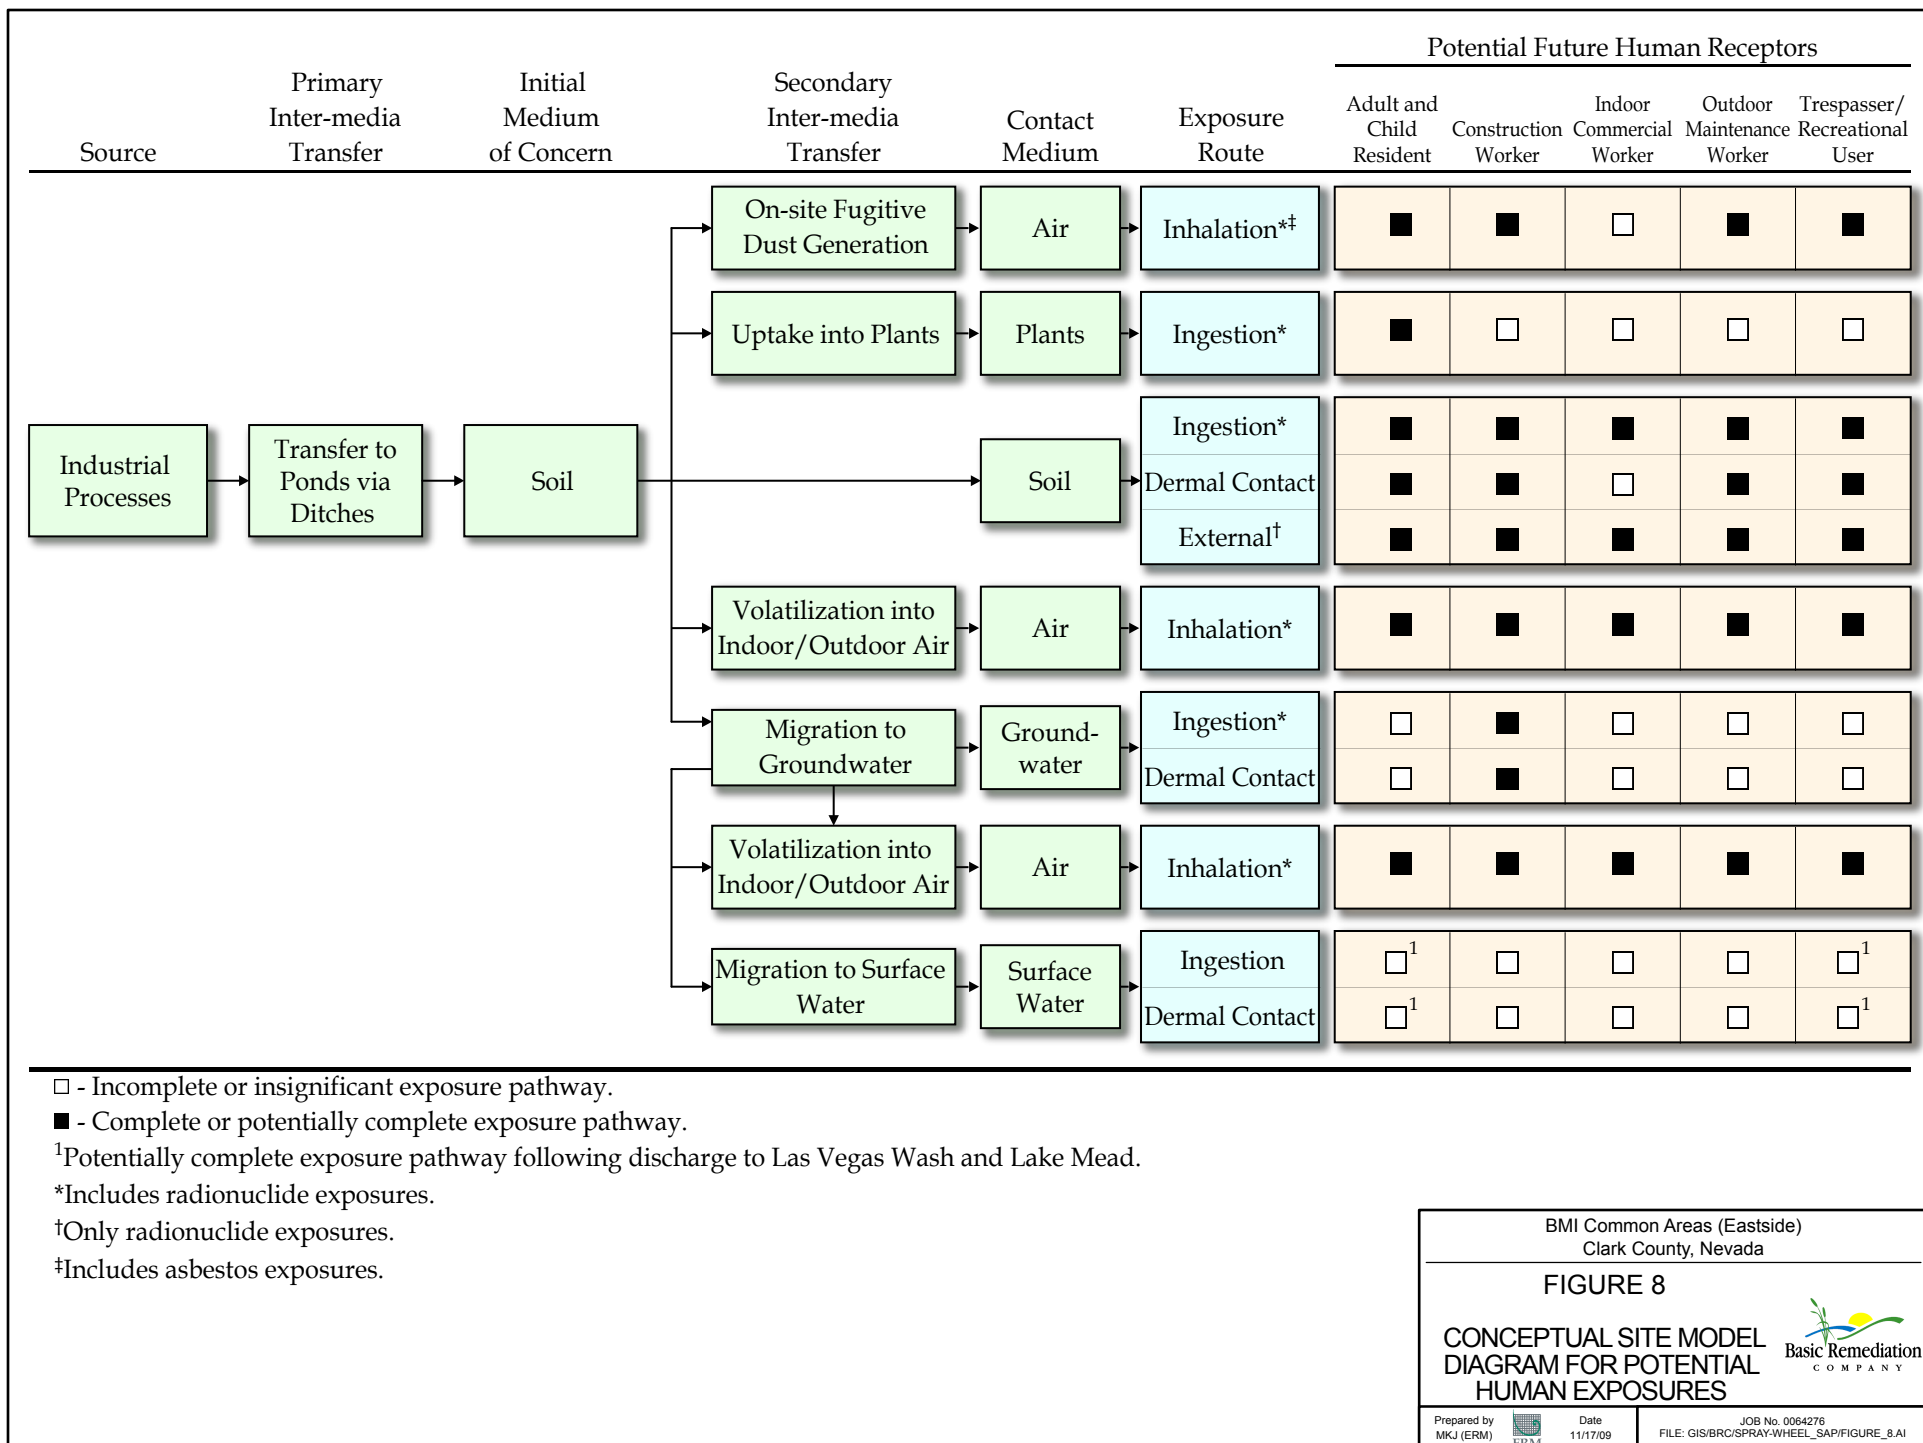 Potential Future Human Receptors
Source
Primary
Inter-media
Transfer
Initial
Medium
of Concern
Secondary
Inter-media
Transfer
Contact
Medium
Exposure
Route
Adult and
Child
Resident
Construction
Worker
Indoor
Commercial
Worker
Outdoor
Maintenance
Worker
Trespasser/
Recreational
User
On-site Fugitive
Dust Generation
Air
Inhalation*‡
Uptake into Plants
Plants
Ingestion*
Industrial
Processes
Transfer to
Ponds via
Ditches
Soil
Soil
Ingestion*
Dermal Contact
External†
Volatilization into
Indoor/Outdoor Air
Air
Inhalation*
Migration to
Groundwater
Ground-
water
Ingestion*
Dermal Contact
Volatilization into
Indoor/Outdoor Air
Air
Inhalation*
Migration to Surface
Water
Surface
Water
Ingestion
1
1
Dermal Contact
1
1
□ - Incomplete or insignificant exposure pathway.
■ - Complete or potentially complete exposure pathway.
1Potentially complete exposure pathway following discharge to Las Vegas Wash and Lake Mead.
*Includes radionuclide exposures.
†Only radionuclide exposures.
‡Includes asbestos exposures.
BMI Common Areas (Eastside)
Clark County, Nevada
FIGURE 8
CONCEPTUAL SITE MODEL
DIAGRAM FOR POTENTIAL
HUMAN EXPOSURES
Basic Remediation
COMPANY
Prepared by
MKJ (ERM)
ERM
Date
11/17/09
JOB No. 0064276
FILE: GIS/BRC/SPRAY-WHEEL_SAP/FIGURE_8.AI